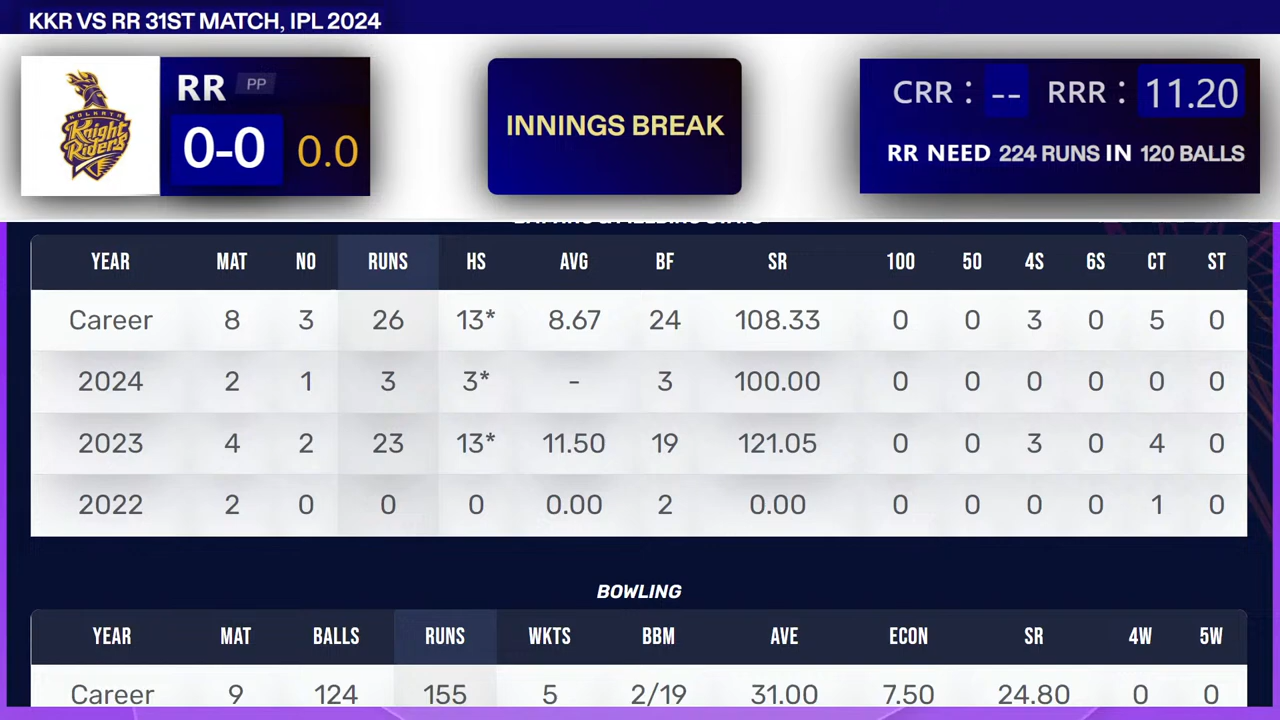 KKR VS RR 31ST MATCH, IPL 2024
KOLKATA
Knight
Riders
RR PP
0-0 0.0
INNINGS BREAK
CRR : -- RRR : 11.20
RR NEED 224 RUNS IN 120 BALLS
YEAR MAT NO RUNS HS AVG BF SR 100 50 4S 6S CT ST
Career 8 3 26 13* 8.67 24 108.33 0 0 3 0 5 0
2024 2 1 3 3* - 3 100.00 0 0 0 0 0 0
2023 4 2 23 13* 11.50 19 121.05 0 0 3 0 4 0
2022 2 0 0 0 0.00 2 0.00 0 0 0 0 1 0
BOWLING
YEAR MAT BALLS RUNS WKTS BBM AVE ECON SR 4W 5W
Career 9 124 155 5 2/19 31.00 7.50 24.80 0 0